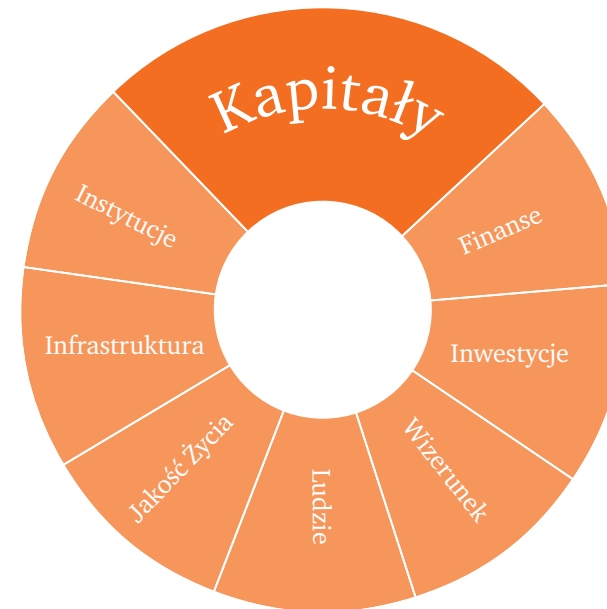 Kapitały
Finanse
Inwestycje
Wizerunek
Ludzie
Jakość Życia
Infrastruktura
Instytucje